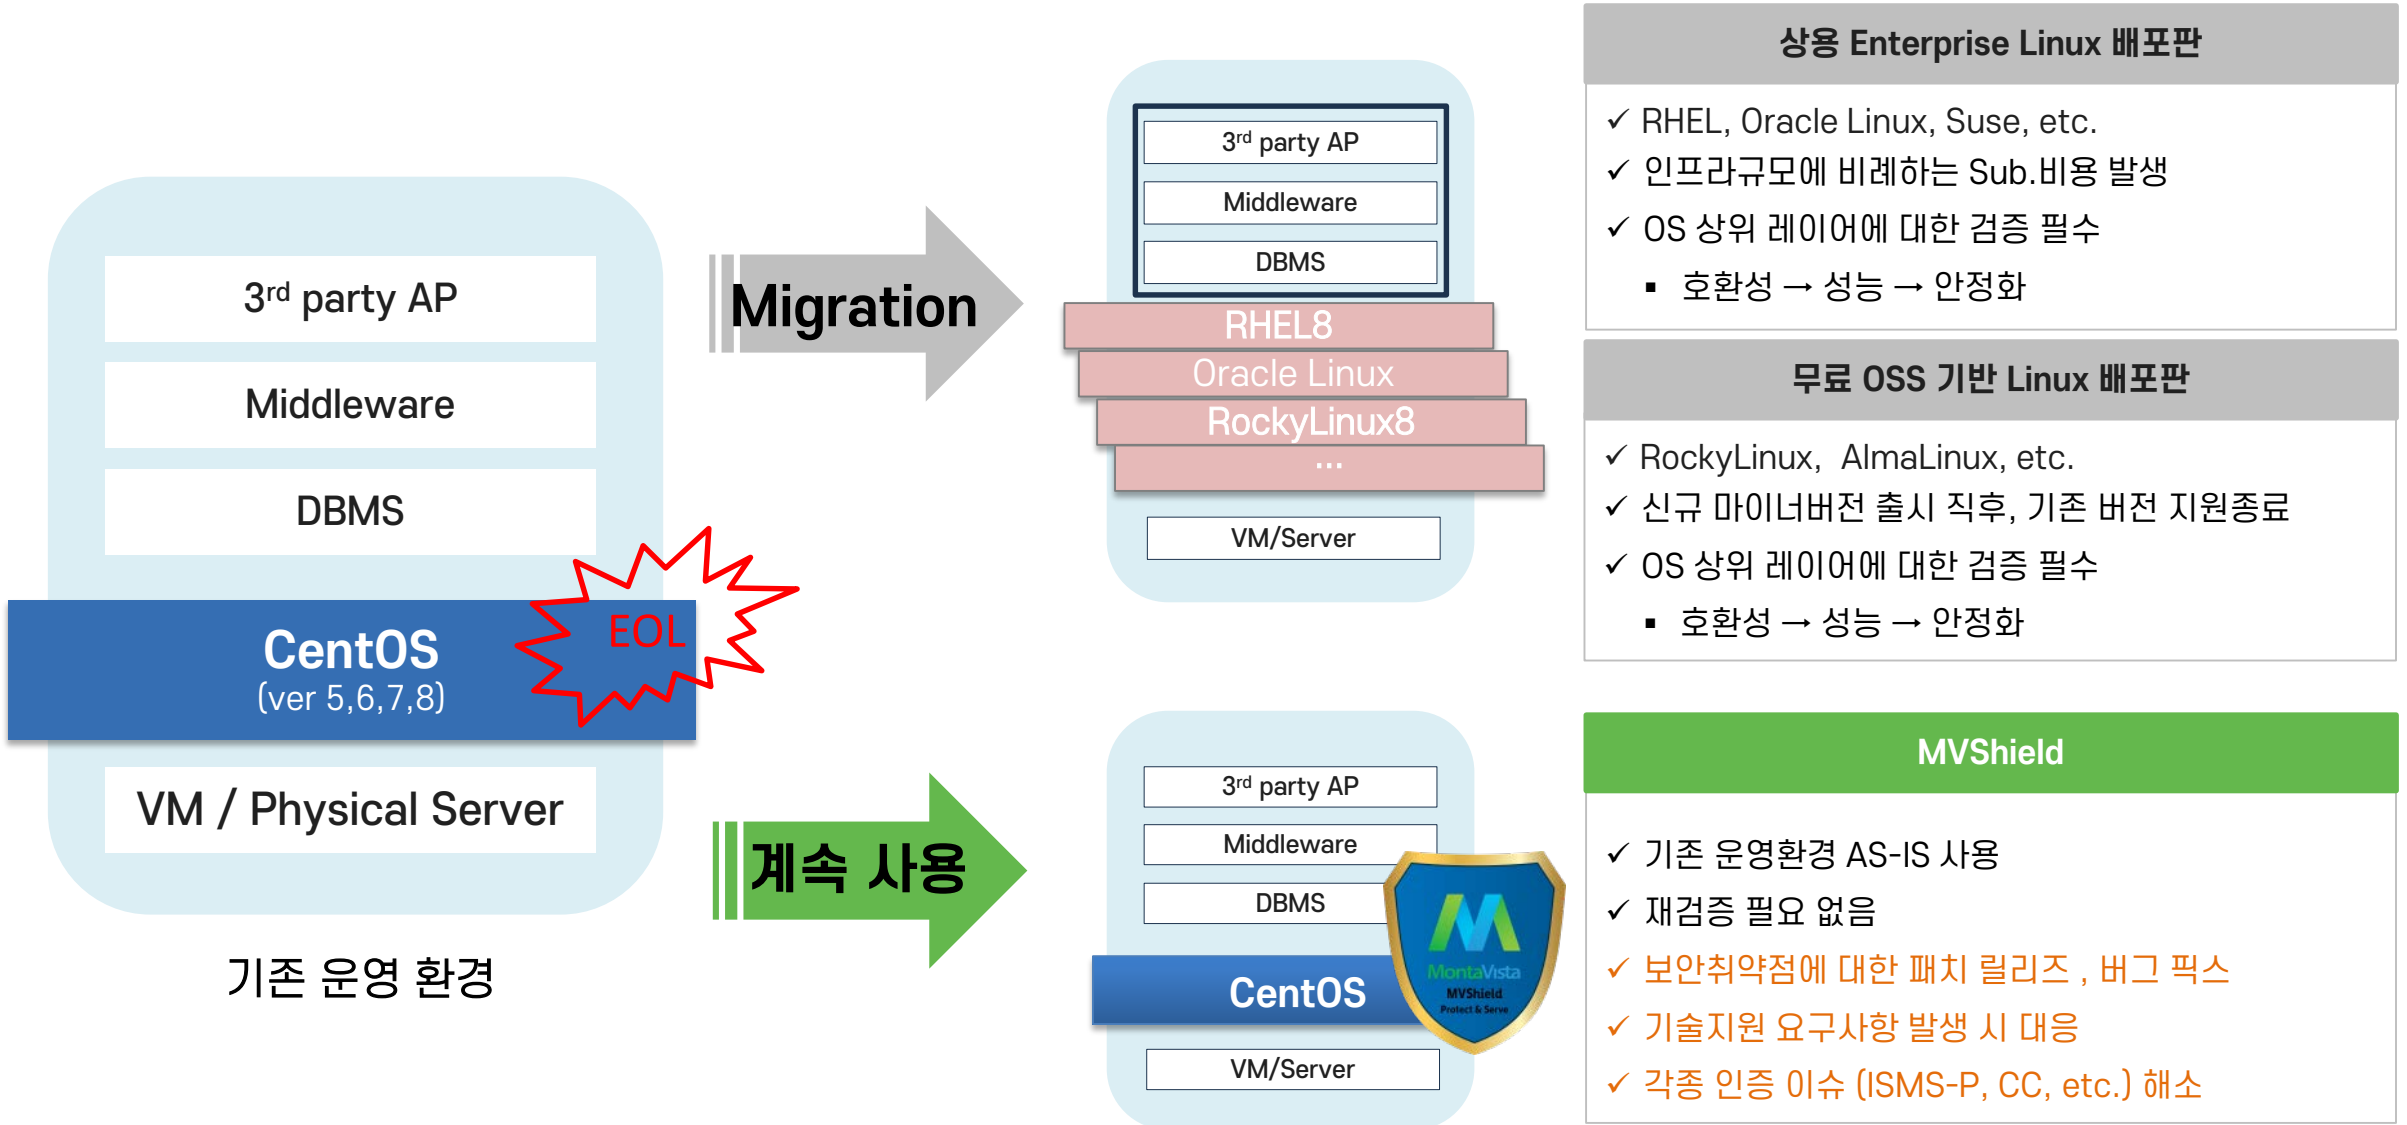 3rd party AP
Middleware
DBMS
CentOS
(ver 5,6,7,8)
EOL
VM / Physical Server
기존 운영 환경
Migration
3rd party AP
Middleware
DBMS
RHEL8
Oracle Linux
RockyLinux8
...
VM/Server
상용 Enterprise Linux 배포판
✓ RHEL, Oracle Linux, Suse, etc.
✓ 인프라규모에 비례하는 Sub.비용 발생
✓ OS 상위 레이어에 대한 검증 필수
▪ 호환성 → 성능 → 안정화
무료 OSS 기반 Linux 배포판
✓ RockyLinux, AlmaLinux, etc.
✓ 신규 마이너버전 출시 직후, 기존 버전 지원종료
✓ OS 상위 레이어에 대한 검증 필수
▪ 호환성 → 성능 → 안정화
계속 사용
3rd party AP
Middleware
DBMS
CentOS
VM/Server
MontaVista
MVShield
Protect & Serve
MVShield
✓ 기존 운영환경 AS-IS 사용
✓ 재검증 필요 없음
✓ 보안취약점에 대한 패치 릴리즈 , 버그 픽스
✓ 기술지원 요구사항 발생 시 대응
✓ 각종 인증 이슈 (ISMS-P, CC, etc.) 해소